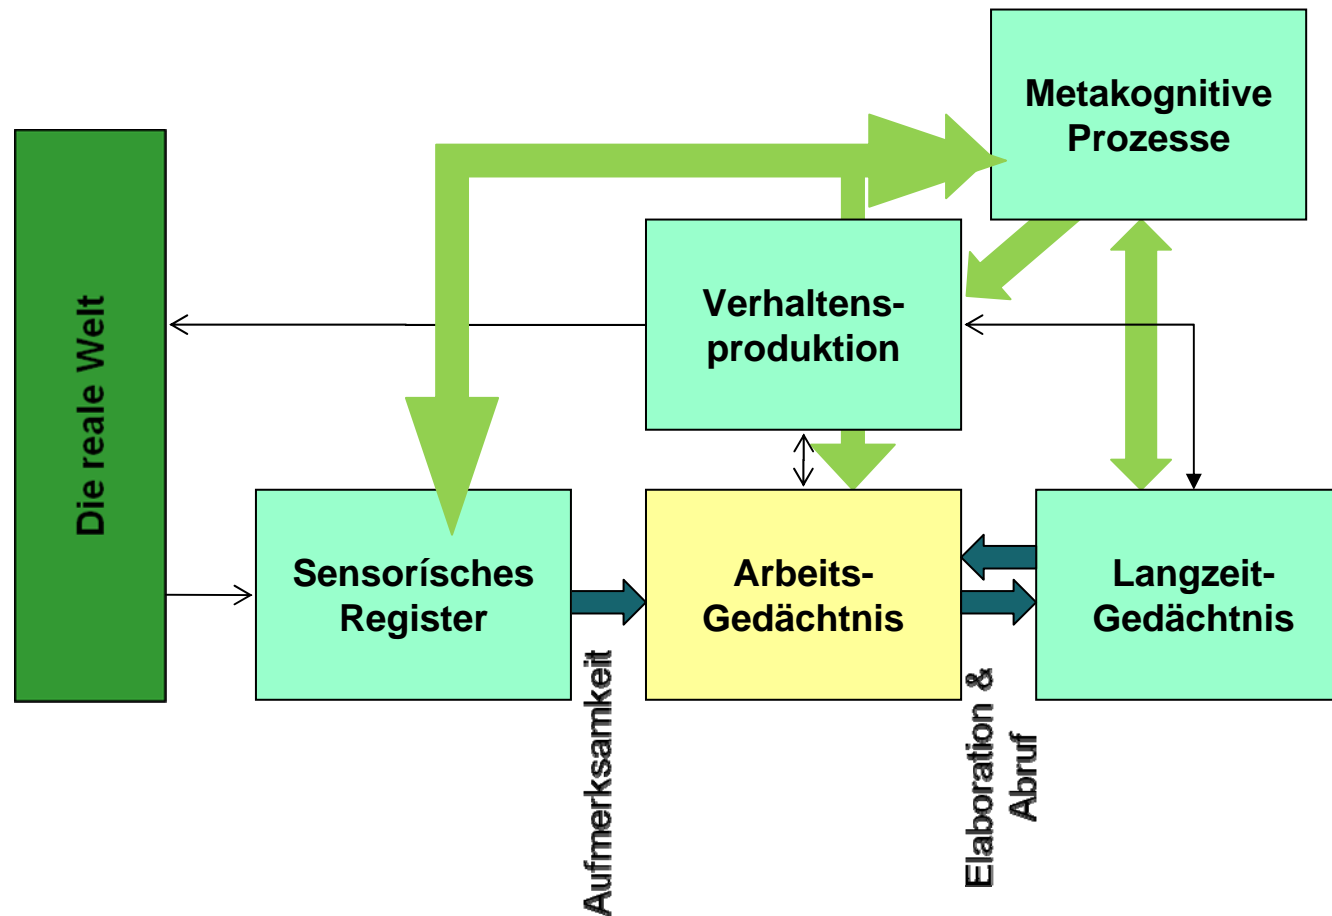 Metakognitive
Prozesse
Die reale Welt
Verhaltens-
produktion
Sensorísches
Register
Arbeits-
Gedächtnis
Langzeit-
Gedächtnis
Aufmerksamkeit
Elaboration &
Abruf